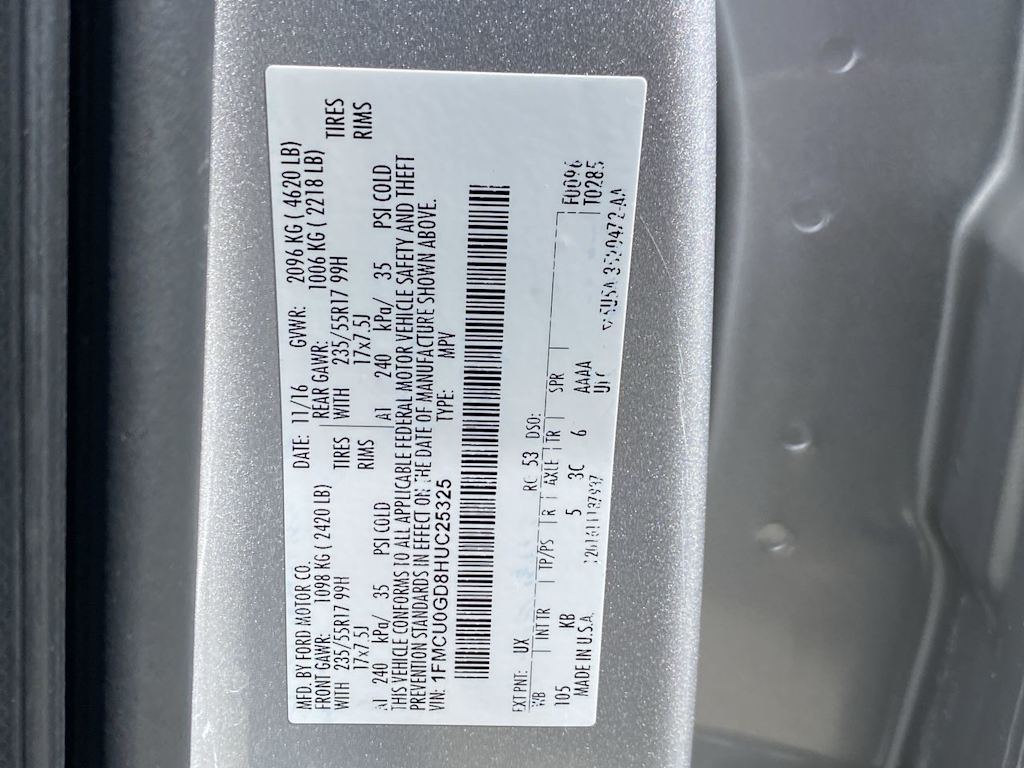 MFD. BY FORD MOTOR CO.
DATE: 11/16 GVWR: 2096 KG ( 4620 LB)
FRONT GAWR: 1098 KG ( 2420 LB)
REAR GAWR: 1006 KG ( 2218 LB)
WITH 235/55R17 99H TIRES
WITH 235/55R17 99H TIRES
17x7.5J RIMS
17x7.5J RIMS
A1 240 kPa/ 35 PSI COLD
A1 240 kPa/ 35 PSI COLD
THIS VEHICLE CONFORMS TO ALL APPLICABLE FEDERAL MOTOR VEHICLE SAFETY AND THEFT
PREVENTION STANDARDS IN EFFECT ON THE DATE OF MANUFACTURE SHOWN ABOVE.
VIN: 1FMCU0GD8HUC25325
TYPE: MPV
EXT PNT: UX RC: 53 DSO:
WB INT TR TP/PS R AXLE TR SPR F0096
105 KB 5 3C 6 AAAA T0285
MADE IN U.S.A.